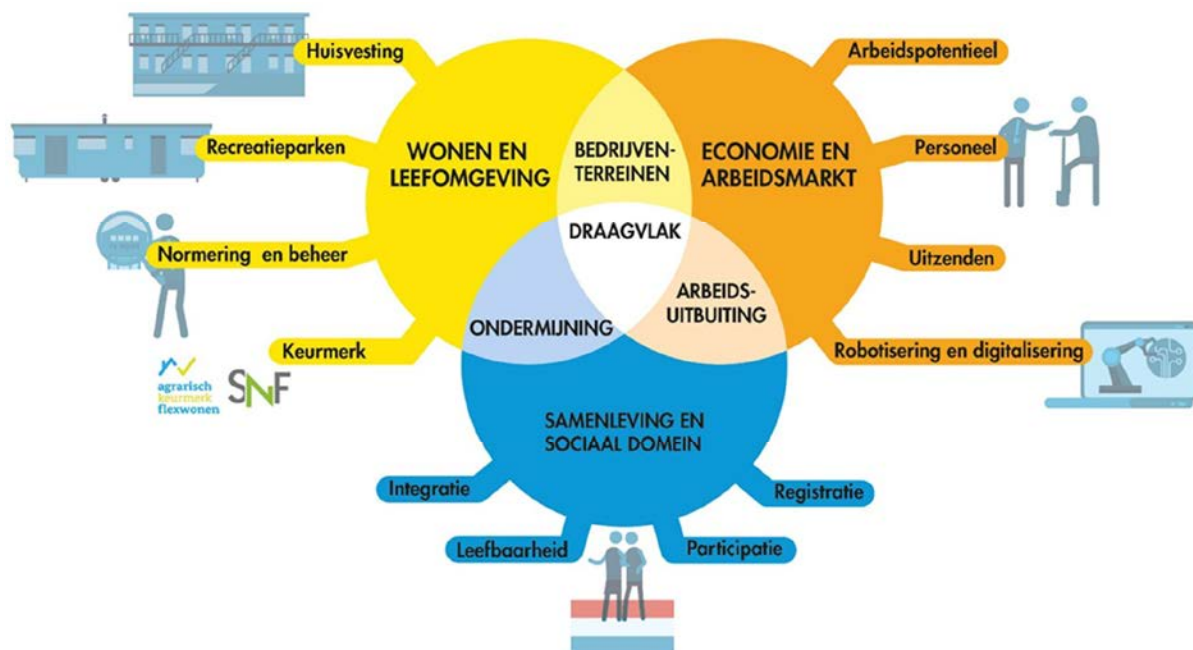 Huisvesting
Recreatieparken
Normering en beheer
Keurmerk
agrarisch
keurmerk
flexwonen
SNF
WONEN EN
LEEFOMGEVING
BEDRIJVEN-
TERREINEN
ECONOMIE EN
ARBEIDSMARKT
DRAAGVLAK
ONDERMIJNING
ARBEIDS-
UITBUITING
Arbeidspotentieel
Personeel
Uitzenden
Robotisering en digitalisering
SAMENLEVING EN
SOCIAAL DOMEIN
Integratie
Leefbaarheid
Participatie
Registratie